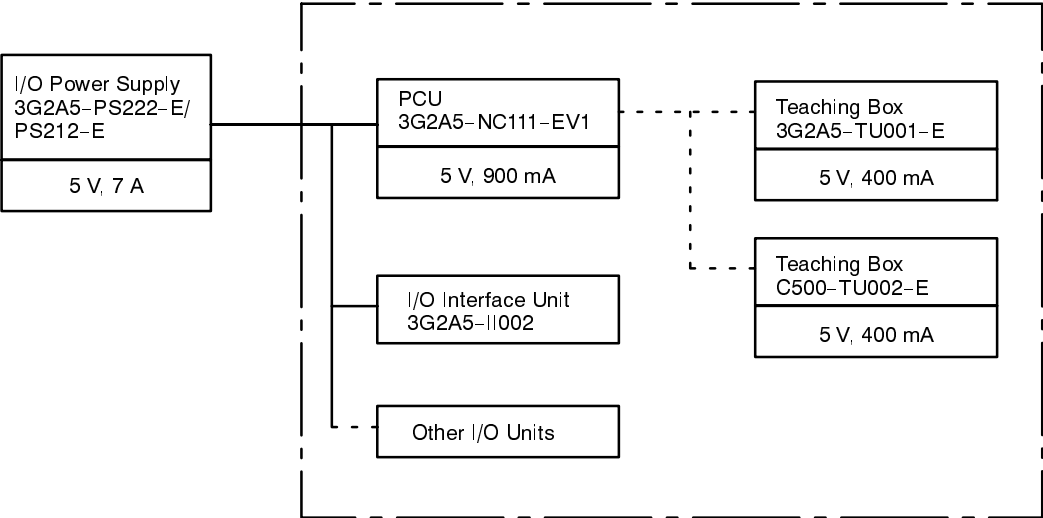 I/O Power Supply
3G2A5-PS222-E/
PS212-E
5 V, 7 A
PCU
3G2A5-NC111-EV1
5 V, 900 mA
Teaching Box
3G2A5-TU001-E
5 V, 400 mA
Teaching Box
C500-TU002-E
5 V, 400 mA
I/O Interface Unit
3G2A5-II002
Other I/O Units